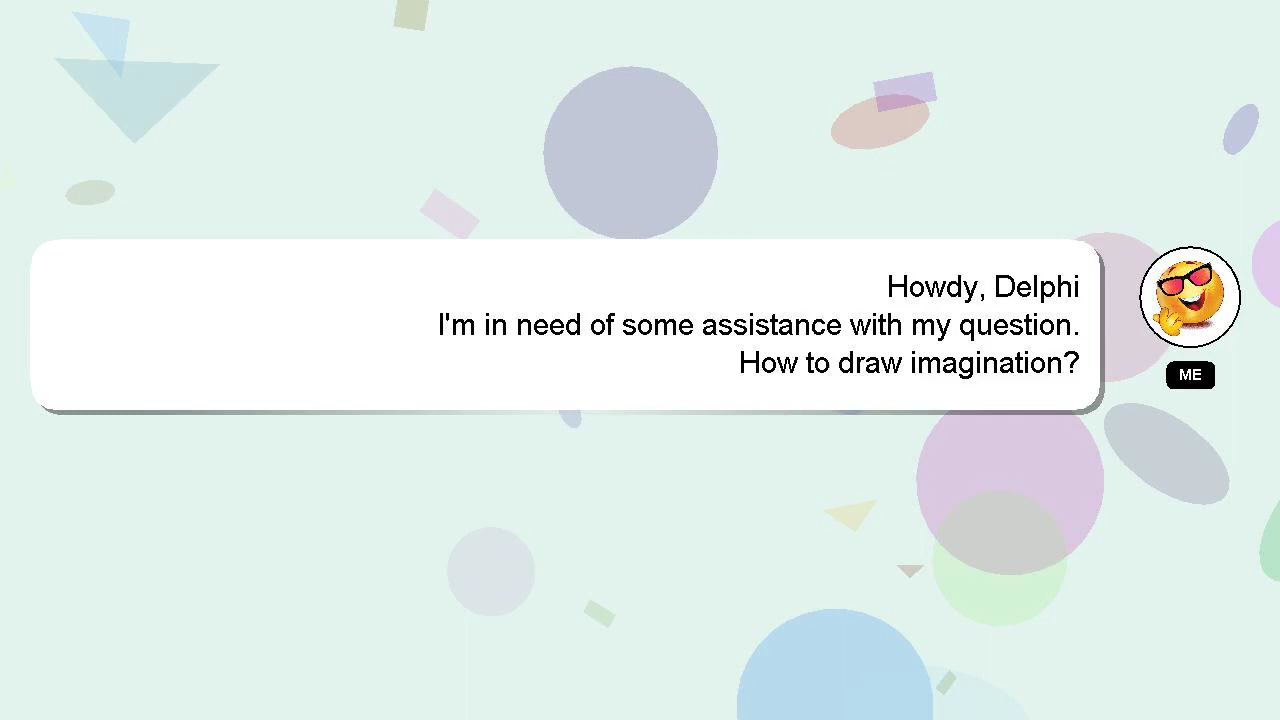 Howdy, Delphi
I'm in need of some assistance with my question.
How to draw imagination?
ME